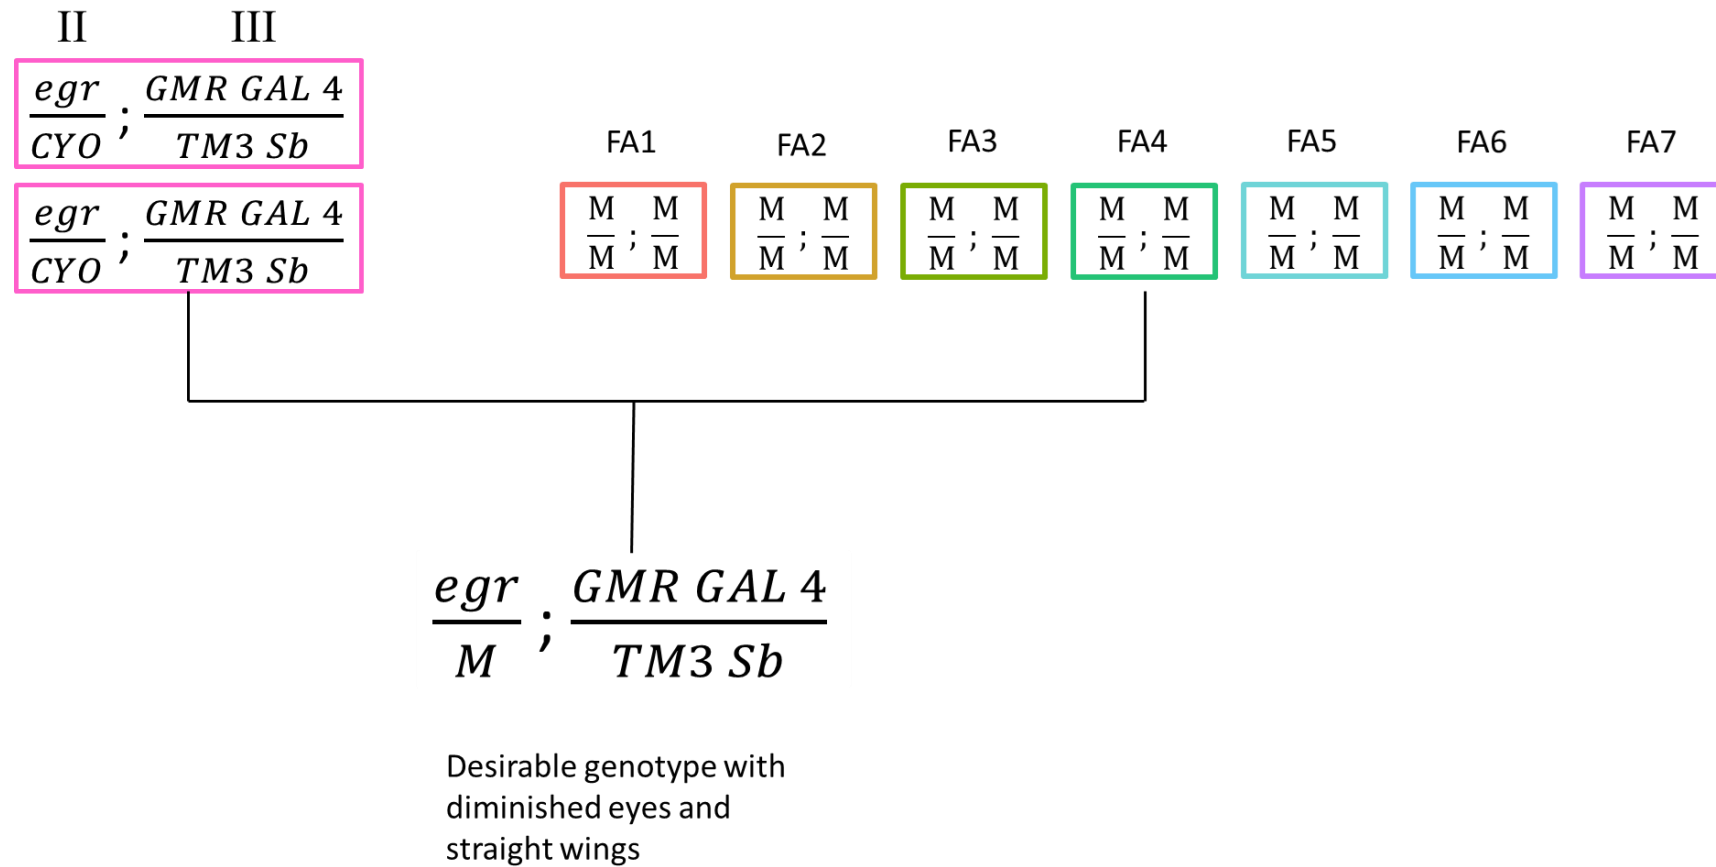 II III
egr GMR GAL 4
;
CYO TM3 Sb
egr GMR GAL 4
;
CYO TM3 Sb
FA1 FA2 FA3 FA4 FA5 FA6 FA7
M M M M M M M M M M M M M M
; ; ; ; ; ; ;
M M M M M M M M M M M M M M
egr GMR GAL 4
;
M TM3 Sb
Desirable genotype with
diminished eyes and
straight wings